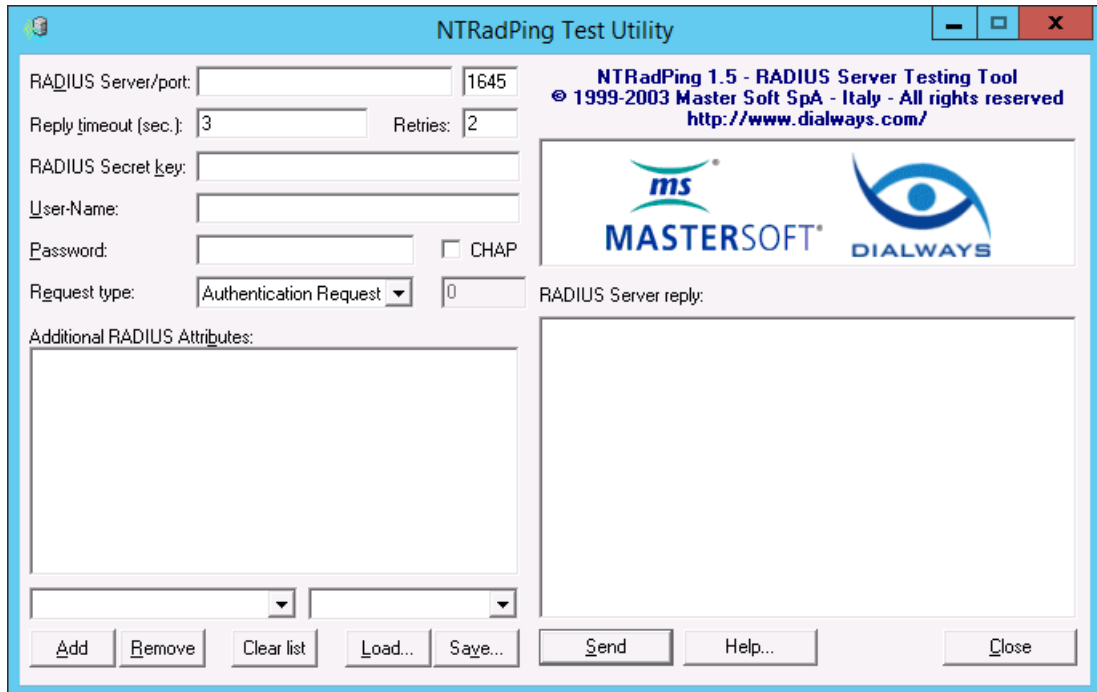 NTRadPing Test Utility
RADIUS Server/port: 1645
Reply timeout (sec.): 3 Retries: 2
RADIUS Secret key:
User-Name:
Password: CHAP
Request type: Authentication Request 0
Additional RADIUS Attributes:
Add Remove Clear list Load... Save...
NTRadPing 1.5 - RADIUS Server Testing Tool
© 1999-2003 Master Soft SpA - Italy - All rights reserved
http://www.dialways.com/
ms
MASTERSOFT
DIALWAYS
RADIUS Server reply:
Send Help... Close